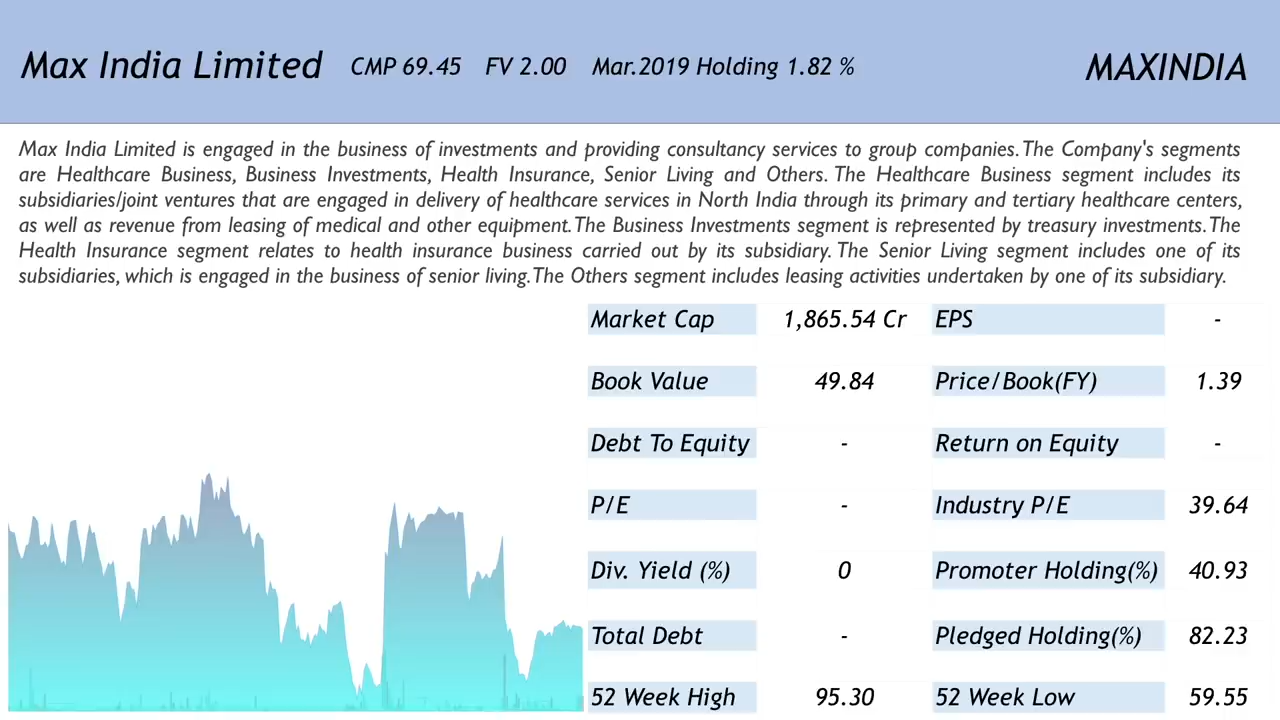 Max India Limited CMP 69.45 FV 2.00 Mar.2019 Holding 1.82 % MAXINDIA
Max India Limited is engaged in the business of investments and providing consultancy services to group companies. The Company's segments
are Healthcare Business, Business Investments, Health Insurance, Senior Living and Others. The Healthcare Business segment includes its
subsidiaries/joint ventures that are engaged in delivery of healthcare services in North India through its primary and tertiary healthcare centers,
as well as revenue from leasing of medical and other equipment. The Business Investments segment is represented by treasury investments. The
Health Insurance segment relates to health insurance business carried out by its subsidiary. The Senior Living segment includes one of its
subsidiaries, which is engaged in the business of senior living. The Others segment includes leasing activities undertaken by one of its subsidiary.
Market Cap 1,865.54 Cr EPS -
Book Value 49.84 Price/Book(FY) 1.39
Debt To Equity - Return on Equity -
P/E - Industry P/E 39.64
Div. Yield (%) 0 Promoter Holding(%) 40.93
Total Debt - Pledged Holding(%) 82.23
52 Week High 95.30 52 Week Low 59.55